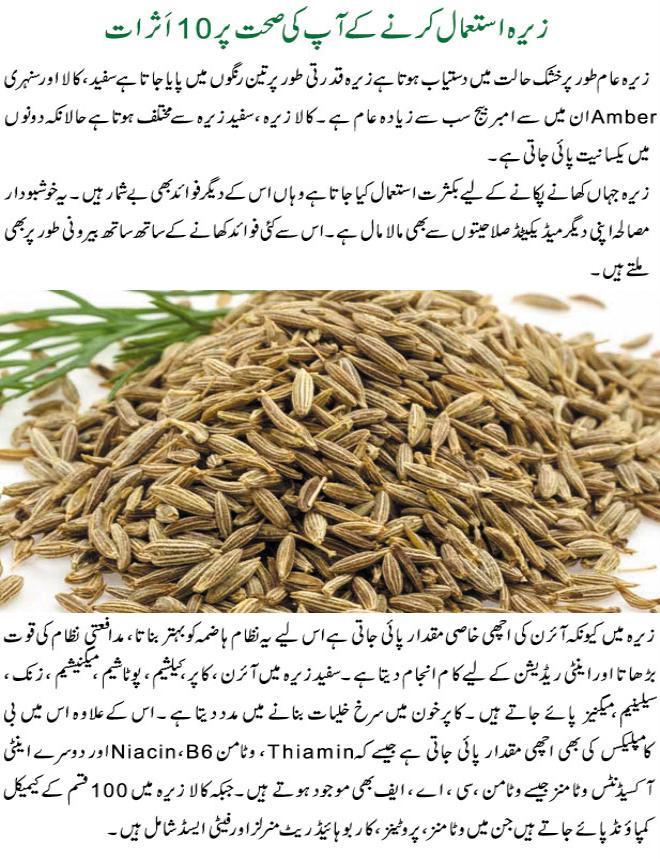 زیرہ استعمال کرنے کے آپ کی صحت پر 10 اَثرات
زیرہ عام طور پر خشک حالت میں دستیاب ہوتا ہے زیرہ قدرتی طور پر تین رنگوں میں پایا جاتا ہے سفید، کالا اور سنہری
Amber ان میں سے امبر بیج سب سے زیادہ عام ہے ۔ کالا زیرہ ، سفید زیرہ سے مختلف ہوتا ہے حالانکہ دونوں
میں یکسانیت پائی جاتی ہے ۔
زیرہ جہاں کھانے پکانے کے لیے بکثرت استعمال کیا جاتا ہے وہاں اس کے دیگر فوائد بھی بے شمار ہیں ۔ یہ خوشبودار
مصالحہ اپنی دیگر میڈیکیٹڈ صلاحیتوں سے بھی مالا مال ہے ۔ اس سے کئی فوائد کھانے کے ساتھ ساتھ بیرونی طور پر بھی
ملتے ہیں ۔
زیرہ میں کیونکہ آئرن کی اچھی خاصی مقدار پائی جاتی ہے اس لیے یہ نظام ہاضمہ کو بہتر بناتا ، مدافعتی نظام کی قوت
بڑھاتا اور اینٹی ریڈیشن کے لیے کام انجام دیتا ہے ۔ سفید زیرہ میں آئرن ، کاپر ، کیلشیم ، پوٹاشیم ، میگنیشیم ، زنک ،
سیلینیم ، میگنیز پائے جاتے ہیں ۔ کاپر خون میں سرخ خلیات بنانے میں مدد دیتا ہے ۔ اس کے علاوہ اس میں بی
کامپلیکس کی بھی اچھی مقدار پائی جاتی ہے جیسے کہ Thiamin ، وٹامن Niacin، B6 اور دوسرے اینٹی
آکسیڈنٹس وٹامنز جیسے وٹامن ، سی ، اے ، ایف بھی موجود ہوتے ہیں ۔ جبکہ کالا زیرہ میں 100 قسم کے کیمیکل
کمپاؤنڈ پائے جاتے ہیں جن میں وٹامنز ، پروٹینز ، کاربوہائیڈریٹ منرلز اور فیٹی ایسڈ شامل ہیں ۔